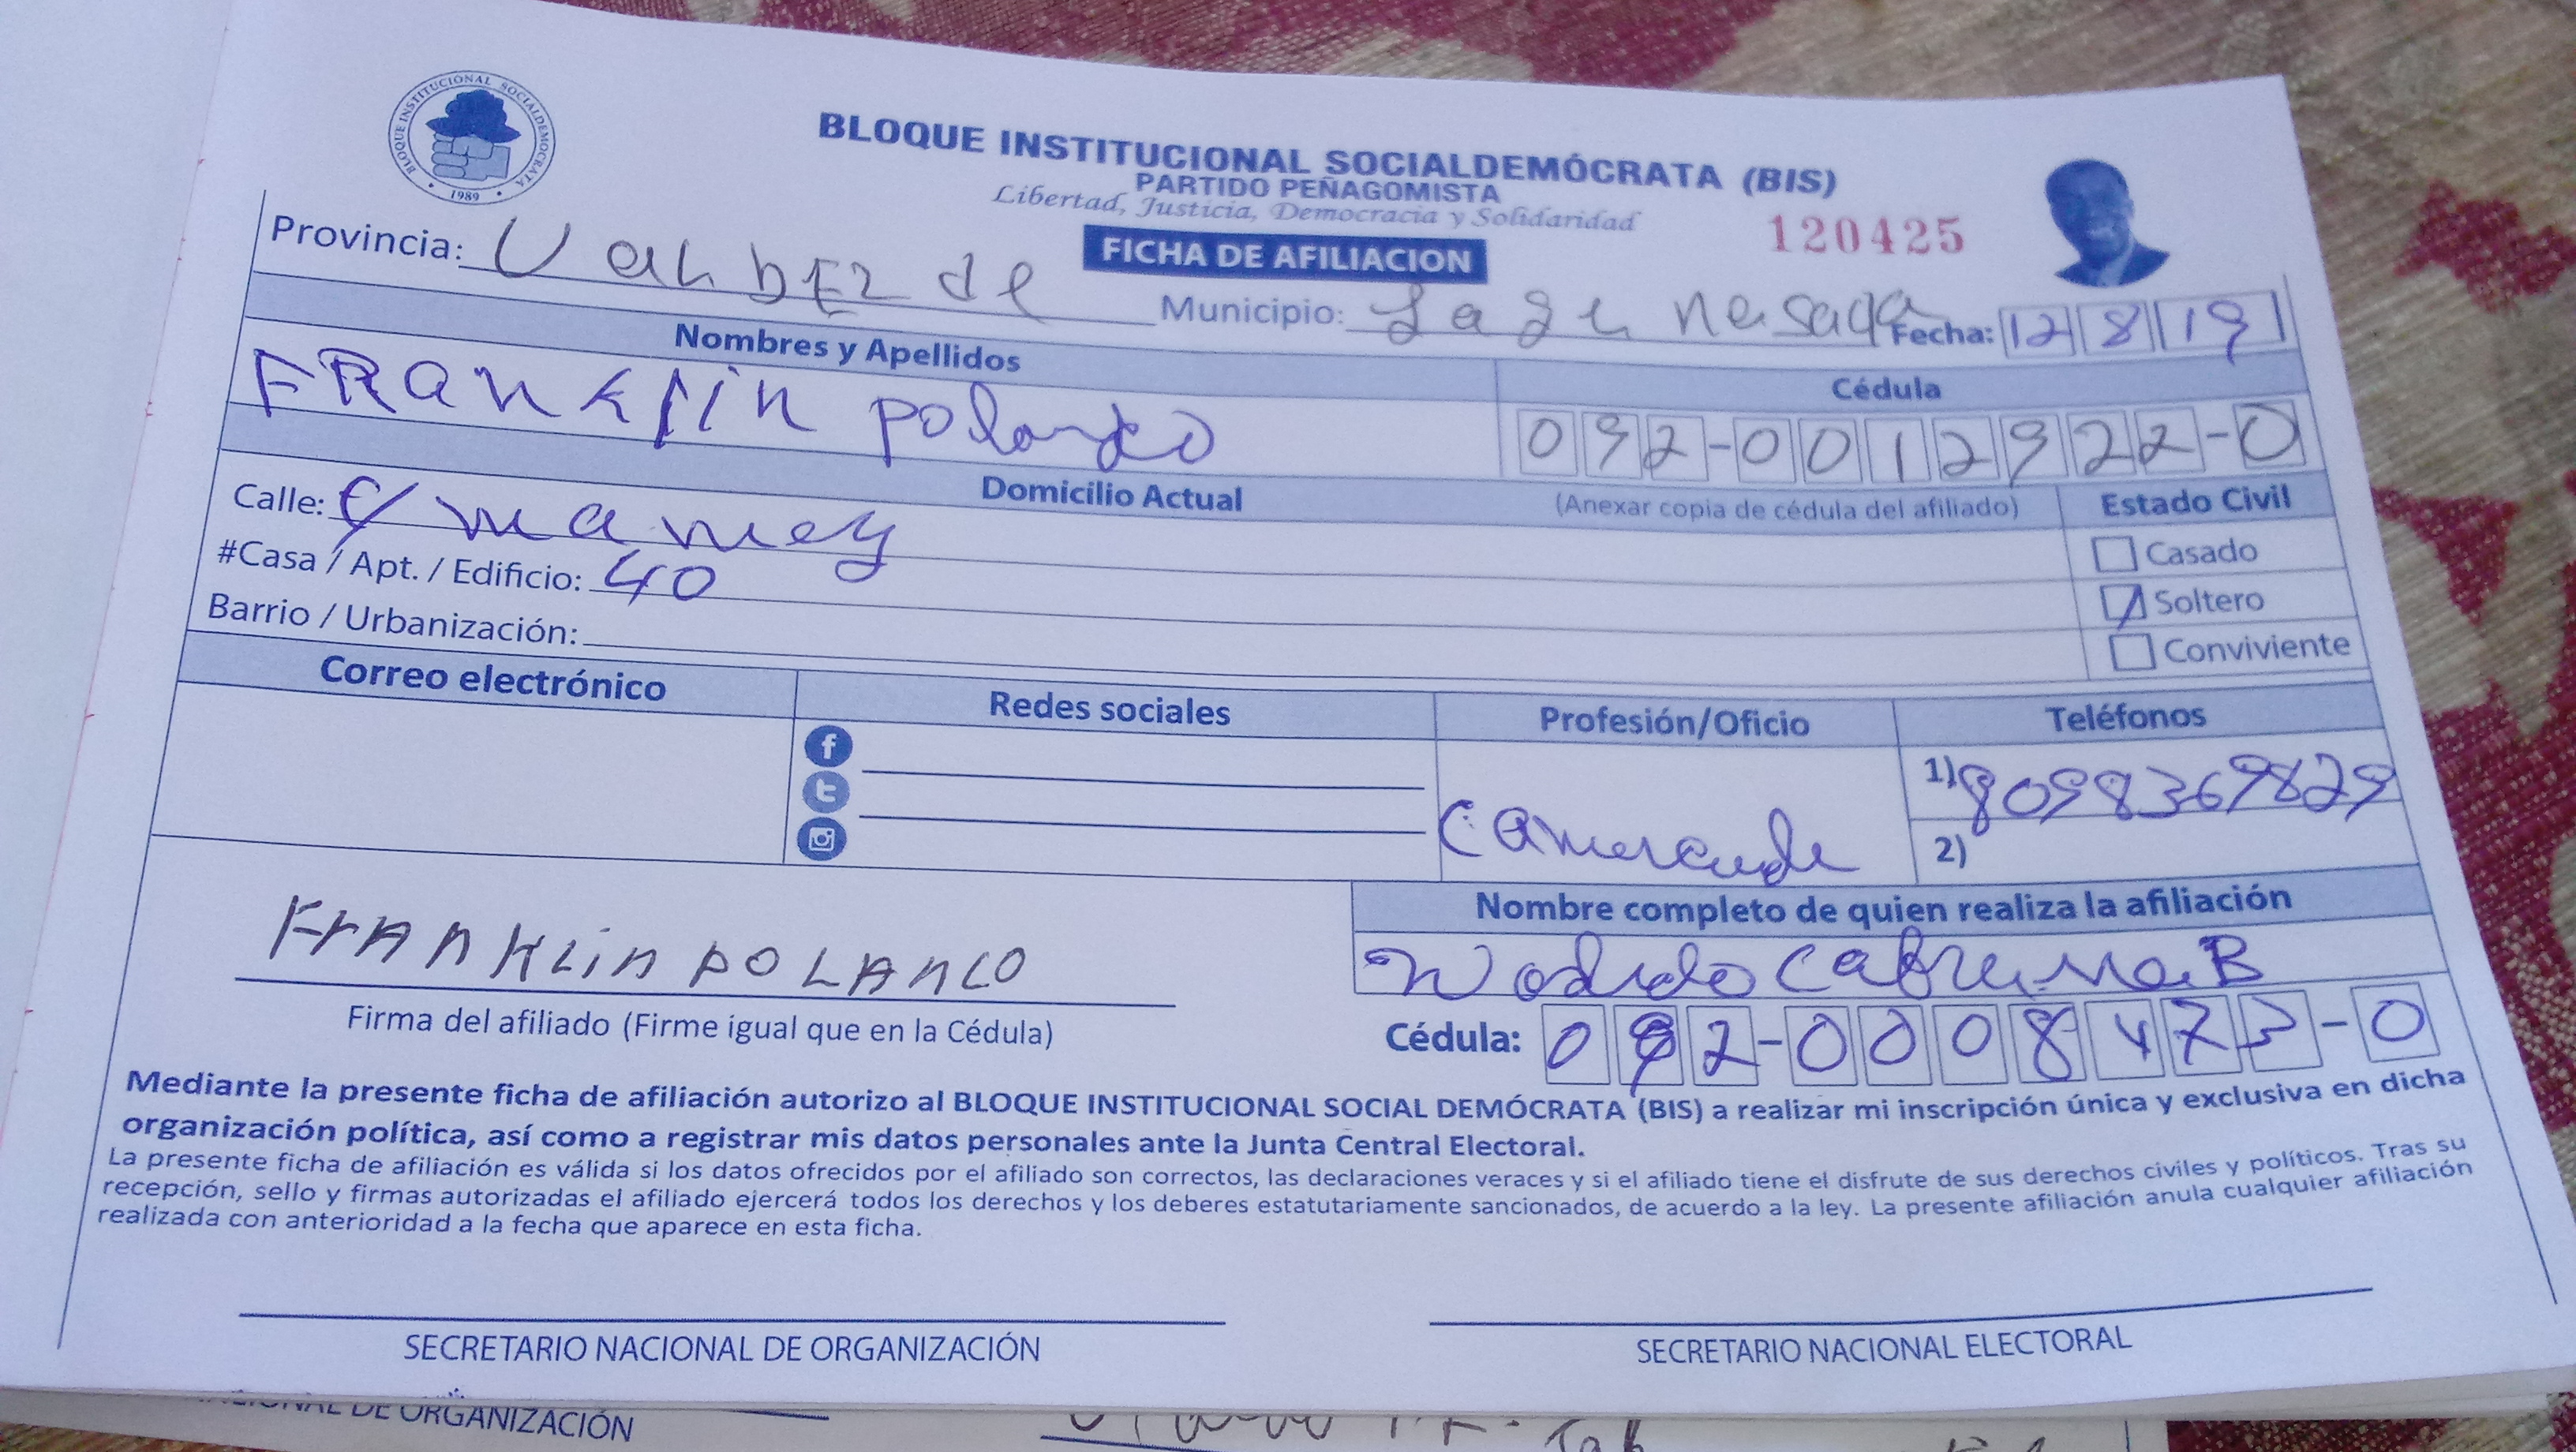 BLOQUE INSTITUCIONAL SOCIALDEMOCRATA
1989
BLOQUE INSTITUCIONAL SOCIALDEMÓCRATA (BIS)
PARTIDO PEÑAGOMISTA
Libertad, Justicia, Democracia y Solidaridad
120425
FICHA DE AFILIACION
Provincia:
Municipio:
Fecha: 12 8 19
Nombres y Apellidos
FRanklin polanco
Cédula
092-0012922-0
(Anexar copia de cédula del afiliado)
Domicilio Actual
Calle: C/ mamey
#Casa / Apt. / Edificio: 40
Barrio / Urbanización:
Estado Civil
Casado
Soltero
Conviviente
Correo electrónico
Redes sociales
Profesión/Oficio
Teléfonos
1) 8098369829
2)
FrAnKLin POLANCO
Firma del afiliado (Firme igual que en la Cédula)
Nombre completo de quien realiza la afiliación
B
Cédula: 092-0008473-0
Mediante la presente ficha de afiliación autorizo al BLOQUE INSTITUCIONAL SOCIAL DEMÓCRATA (BIS) a realizar mi inscripción única y exclusiva en dicha
organización política, así como a registrar mis datos personales ante la Junta Central Electoral.
La presente ficha de afiliación es válida si los datos ofrecidos por el afiliado son correctos, las declaraciones veraces y si el afiliado tiene el disfrute de sus derechos civiles y políticos. Tras su
recepción, sello y firmas autorizadas el afiliado ejercerá todos los derechos y los deberes estatutariamente sancionados, de acuerdo a la ley. La presente afiliación anula cualquier afiliación
realizada con anterioridad a la fecha que aparece en esta ficha.
SECRETARIO NACIONAL DE ORGANIZACIÓN
SECRETARIO NACIONAL ELECTORAL
DE ORGANIZACIÓN